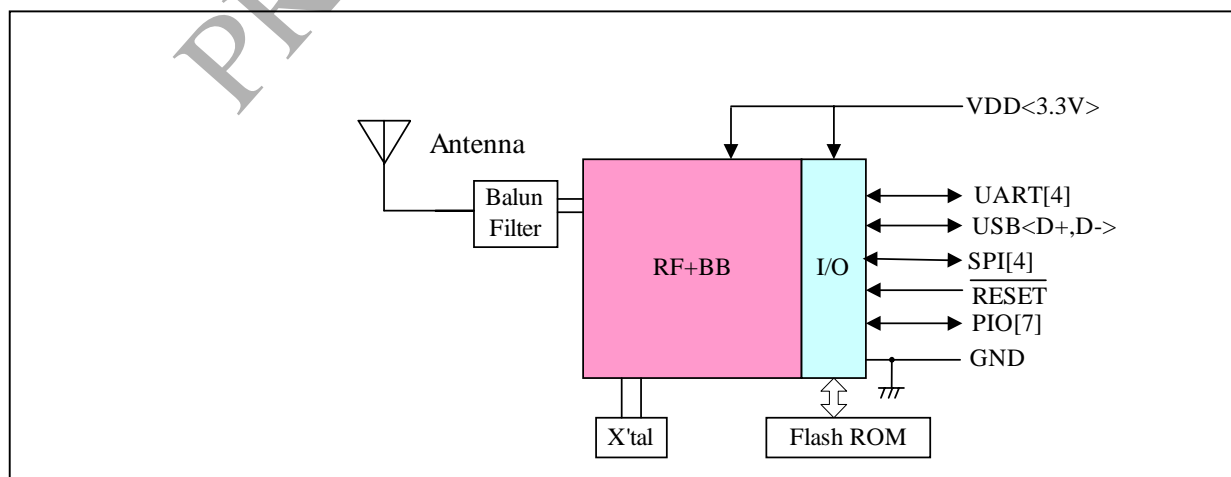 PR
VDD<3.3V>
Antenna
Balun
Filter
UART[4]
USB<D+,D->
RF+BB
I/O
SPI[4]
RESET
PIO[7]
GND
X'tal
Flash ROM